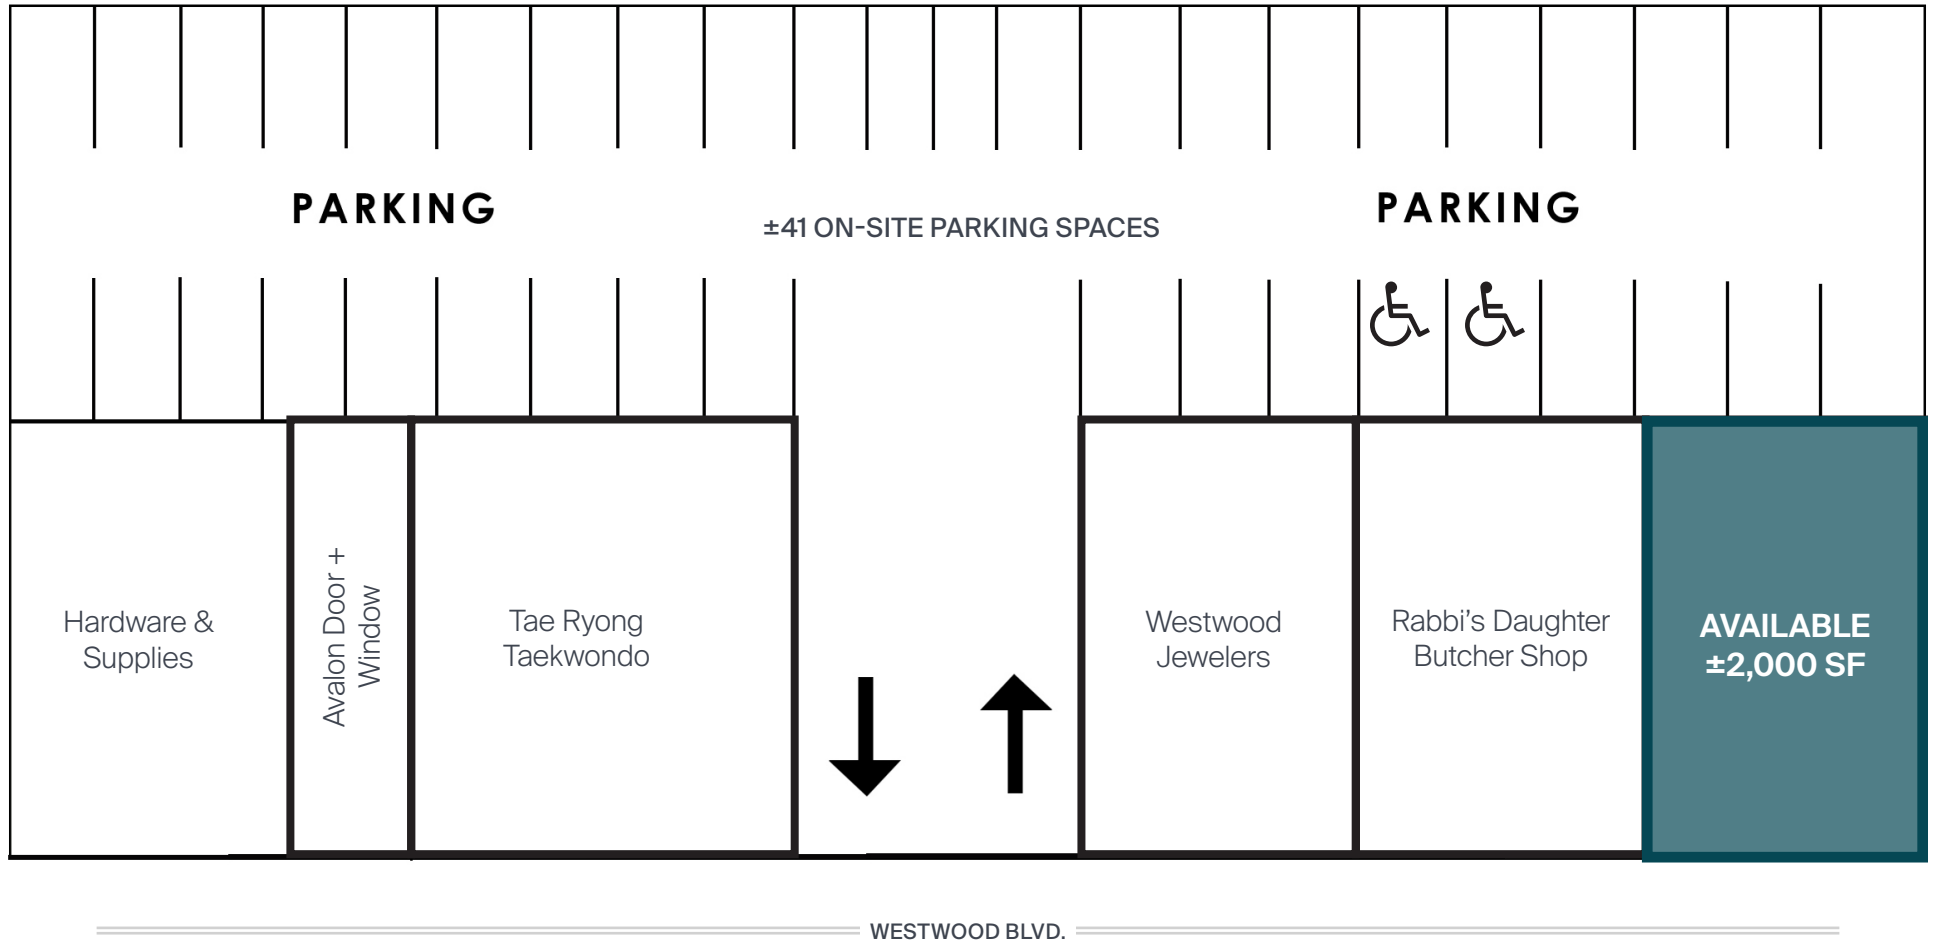 PARKING
±41 ON-SITE PARKING SPACES
PARKING
Hardware &
Supplies
Avalon Door +
Window
Tae Ryong
Taekwondo
Westwood
Jewelers
Rabbi’s Daughter
Butcher Shop
AVAILABLE
±2,000 SF
WESTWOOD BLVD.